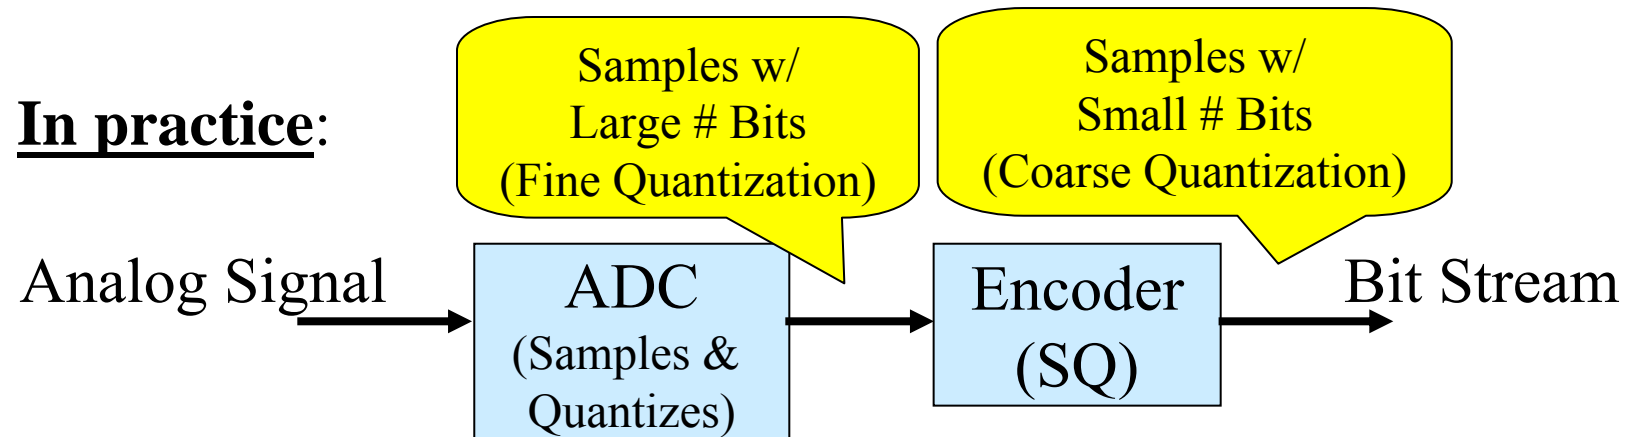 In practice:
Samples w/
Large # Bits
(Fine Quantization)
Samples w/
Small # Bits
(Coarse Quantization)
Analog Signal
ADC
(Samples &
Quantizes)
Encoder
(SQ)
Bit Stream